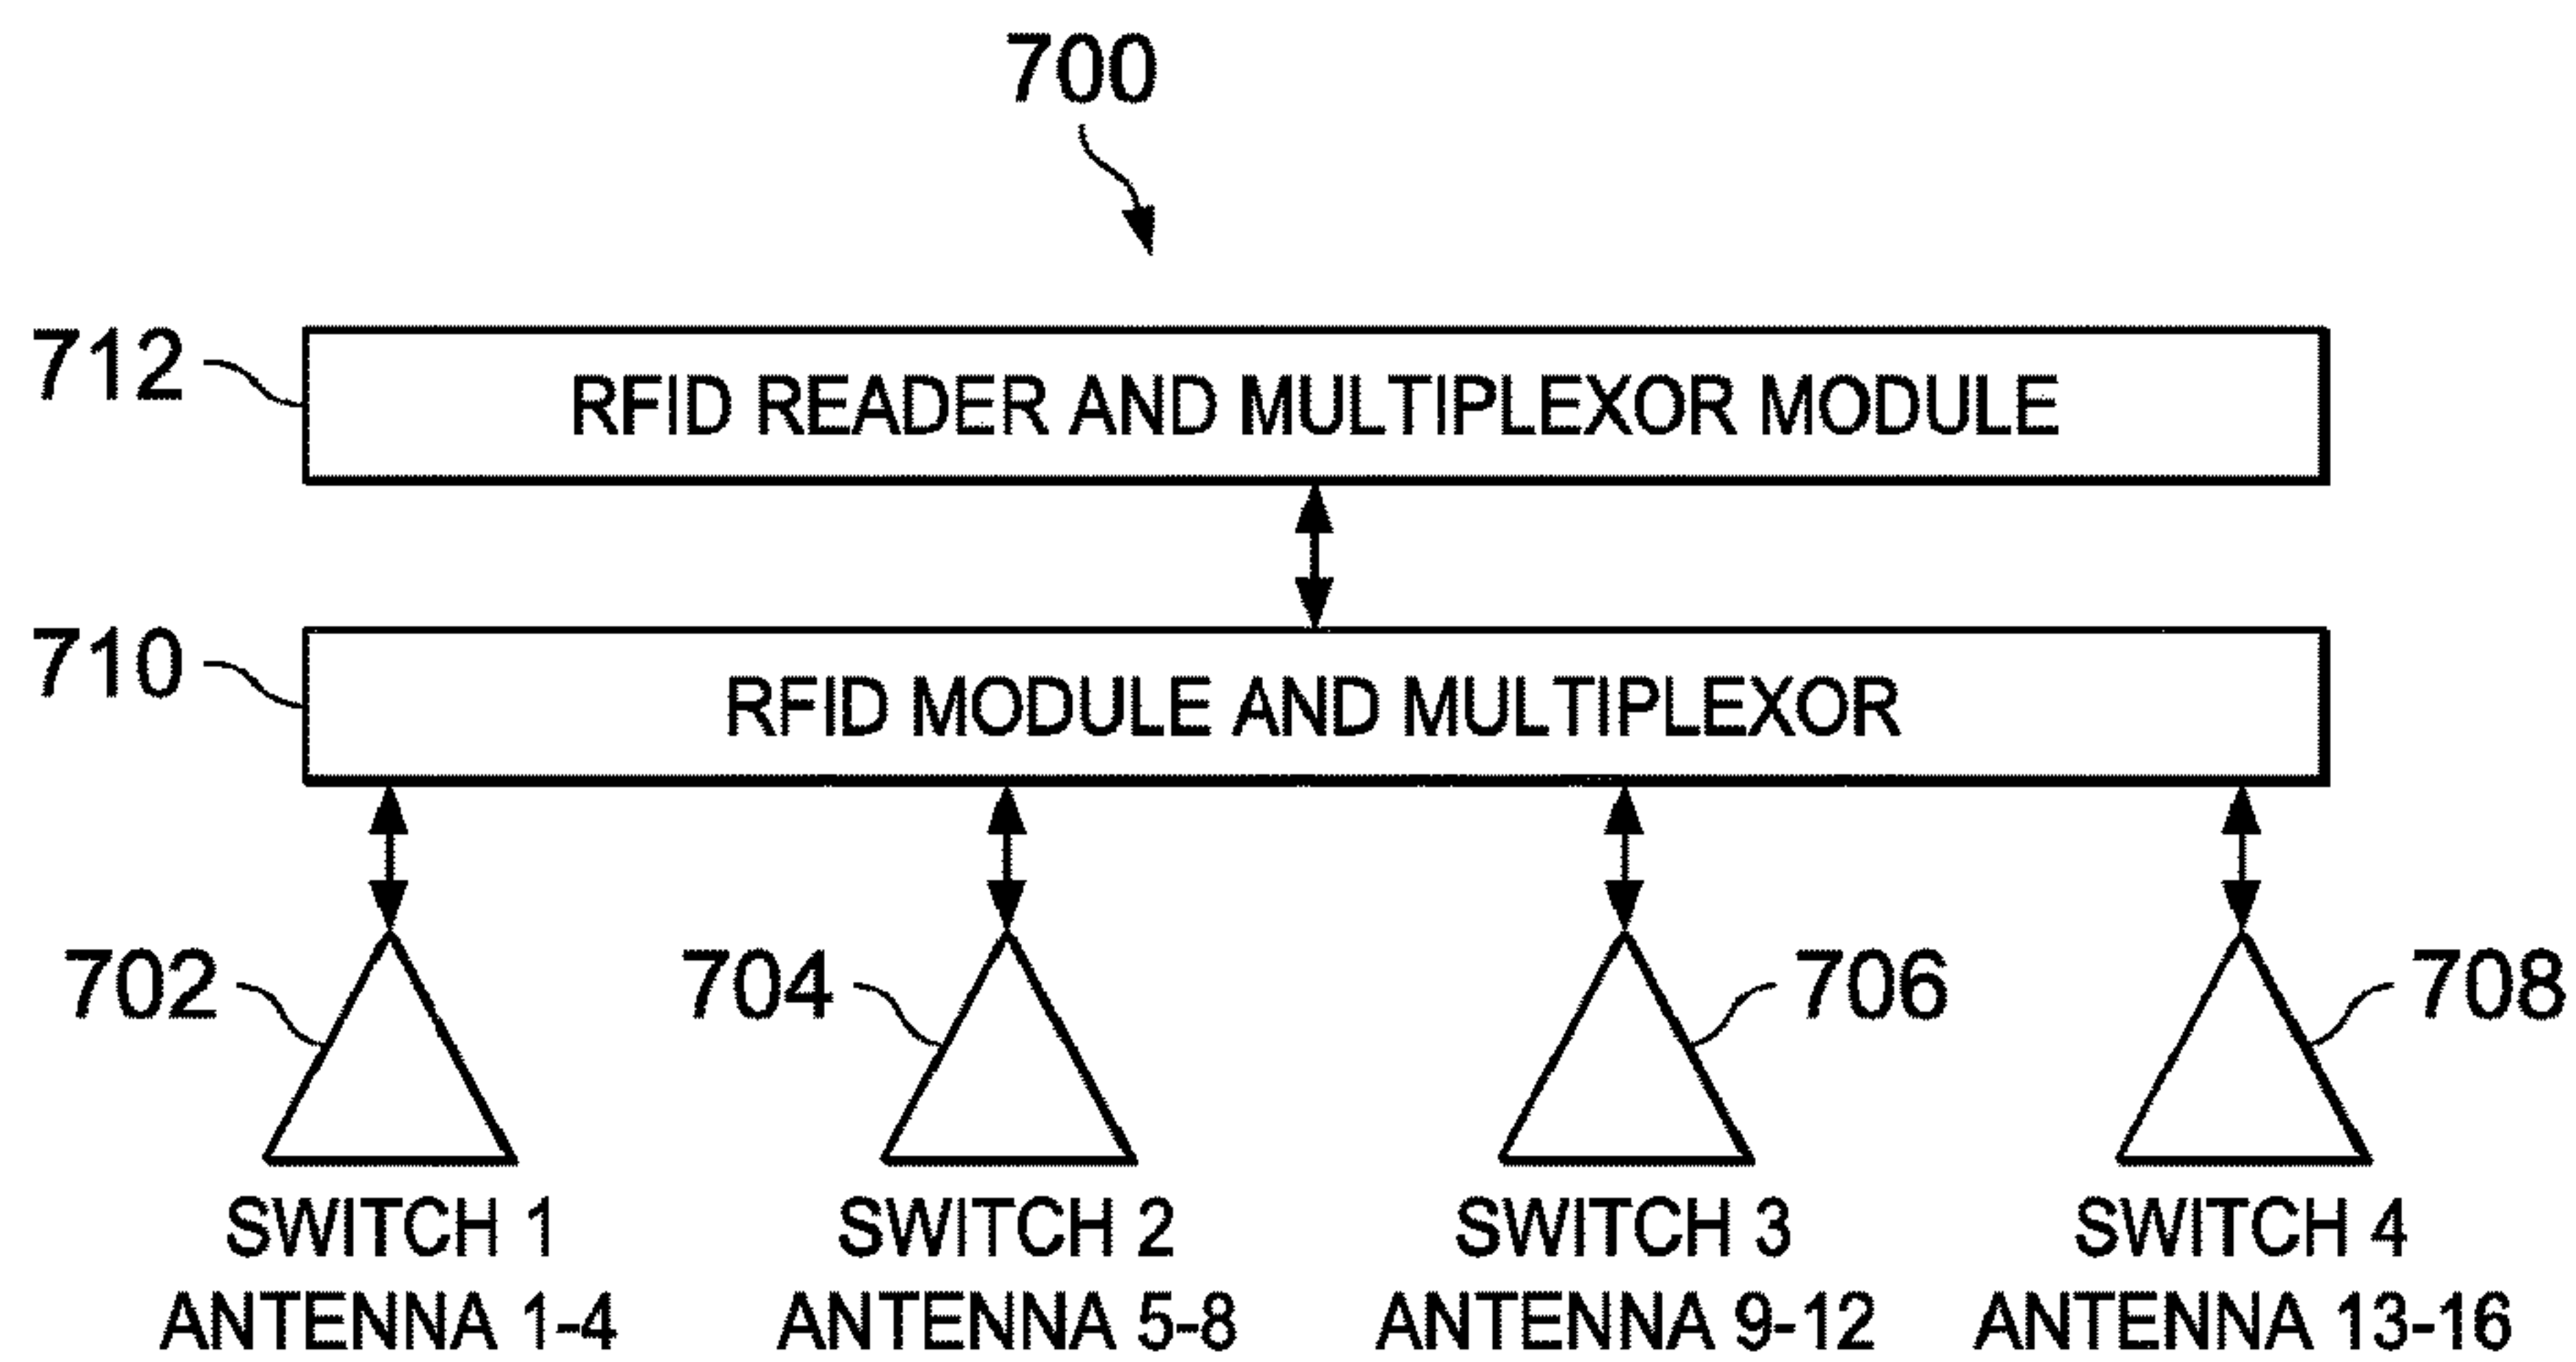 700
712
RFID READER AND MULTIPLEXOR MODULE
710
RFID MODULE AND MULTIPLEXOR
702
704
706
708
SWITCH 1
ANTENNA 1-4
SWITCH 2
ANTENNA 5-8
SWITCH 3
ANTENNA 9-12
SWITCH 4
ANTENNA 13-16